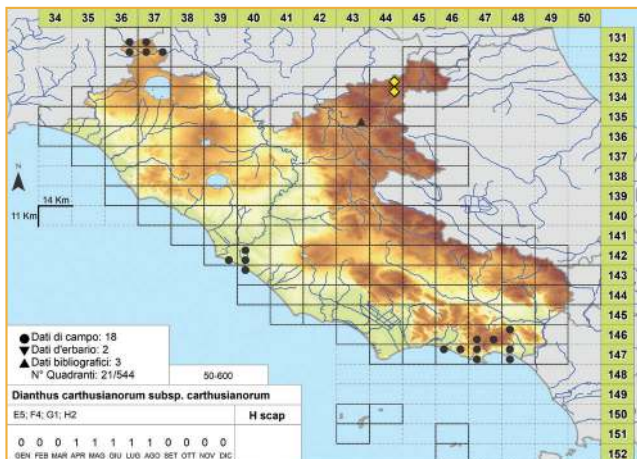 34 35 36 37 38 39 40 41 42 43 44 45 46 47 48 49 50
131
132
133
134
135
136
137
138
139
140
141
142
143
144
145
146
147
148
149
150
151
152
N
14 Km
11 Km
Dati di campo: 18
Dati d'erbario: 2
Dati bibliografici: 3
N° Quadranti: 21/544
50-600
Dianthus carthusianorum subsp. carthusianorum
E5; F4; G1; H2
H scap
0 0 0 1 1 1 1 1 0 0 0 0
GEN FEB MAR APR MAG GIU LUG AGO SET OTT NOV DIC